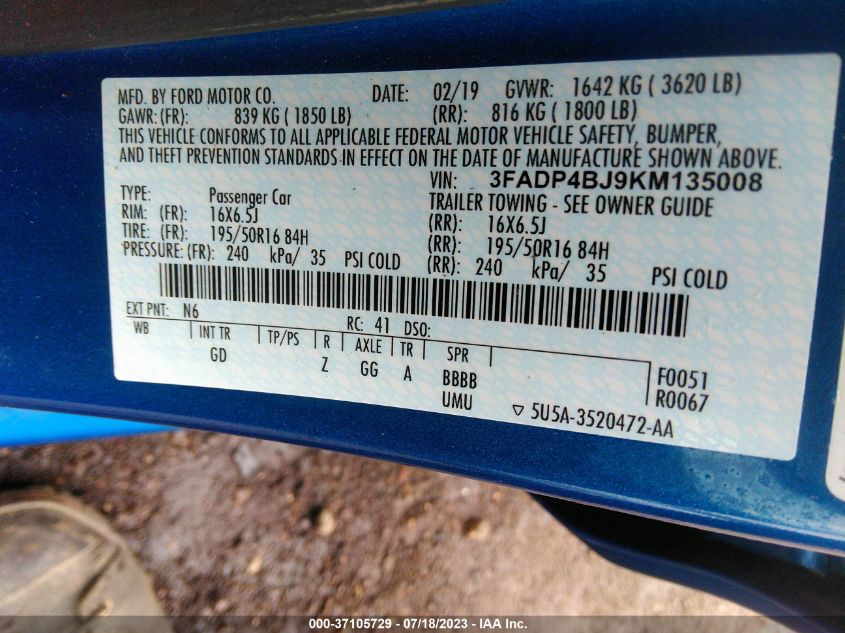 MFD. BY FORD MOTOR CO. DATE: 02/19 GVWR: 1642 KG ( 3620 LB)
GAWR: (FR): 839 KG ( 1850 LB) (RR): 816 KG ( 1800 LB)
THIS VEHICLE CONFORMS TO ALL APPLICABLE FEDERAL MOTOR VEHICLE SAFETY, BUMPER,
AND THEFT PREVENTION STANDARDS IN EFFECT ON THE DATE OF MANUFACTURE SHOWN ABOVE.
VIN: 3FADP4BJ9KM135008
TYPE: Passenger Car TRAILER TOWING - SEE OWNER GUIDE
RIM: (FR): 16X6.5J (RR): 16X6.5J
TIRE: (FR): 195/50R16 84H (RR): 195/50R16 84H
PRESSURE: (FR): 240 kPa/ 35 PSI COLD (RR): 240 kPa/ 35 PSI COLD
EXT PNT: N6 RC: 41 DSO:
WB INT TR TP/PS R AXLE TR SPR
GD Z GG A BBBB F0051
UMU R0067
▽ 5U5A-3520472-AA
000-37105729 - 07/18/2023 - IAA Inc.